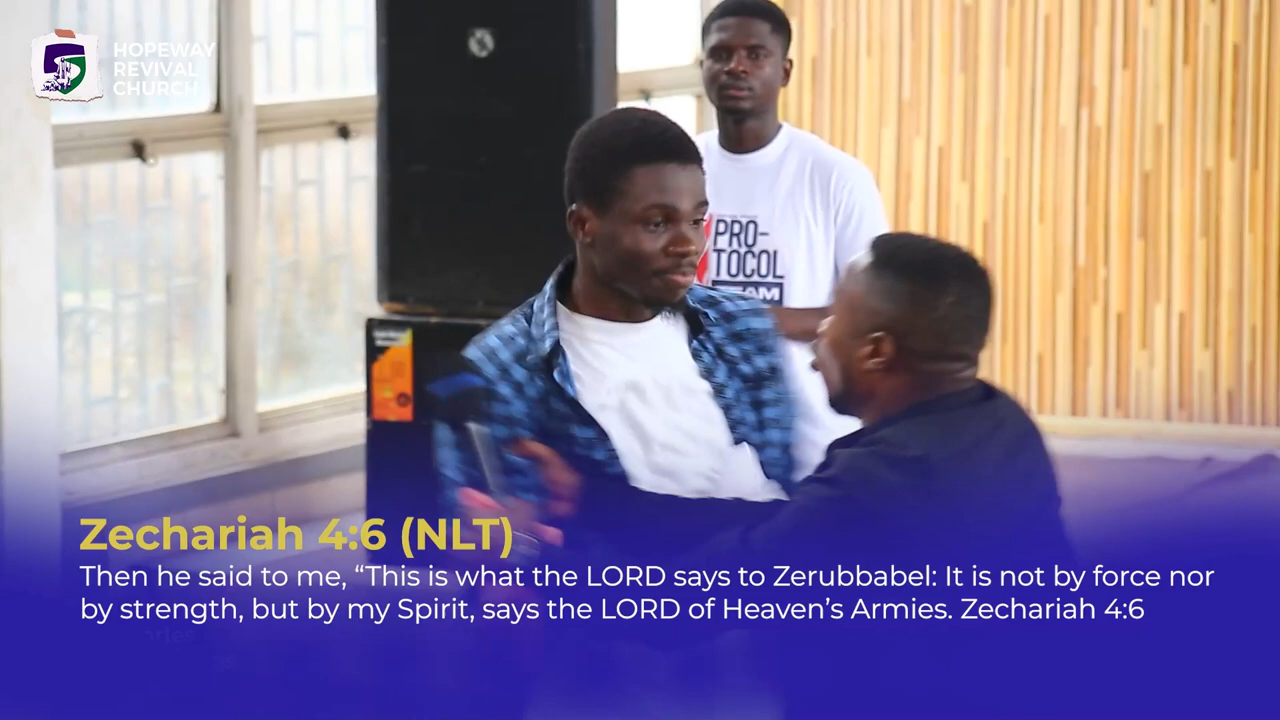 HOPEWAY
REVIVAL
CHURCH
PRO-
TOCOL
TEAM
Zechariah 4:6 (NLT)
Then he said to me, “This is what the LORD says to Zerubbabel: It is not by force nor
by strength, but by my Spirit, says the LORD of Heaven’s Armies. Zechariah 4:6